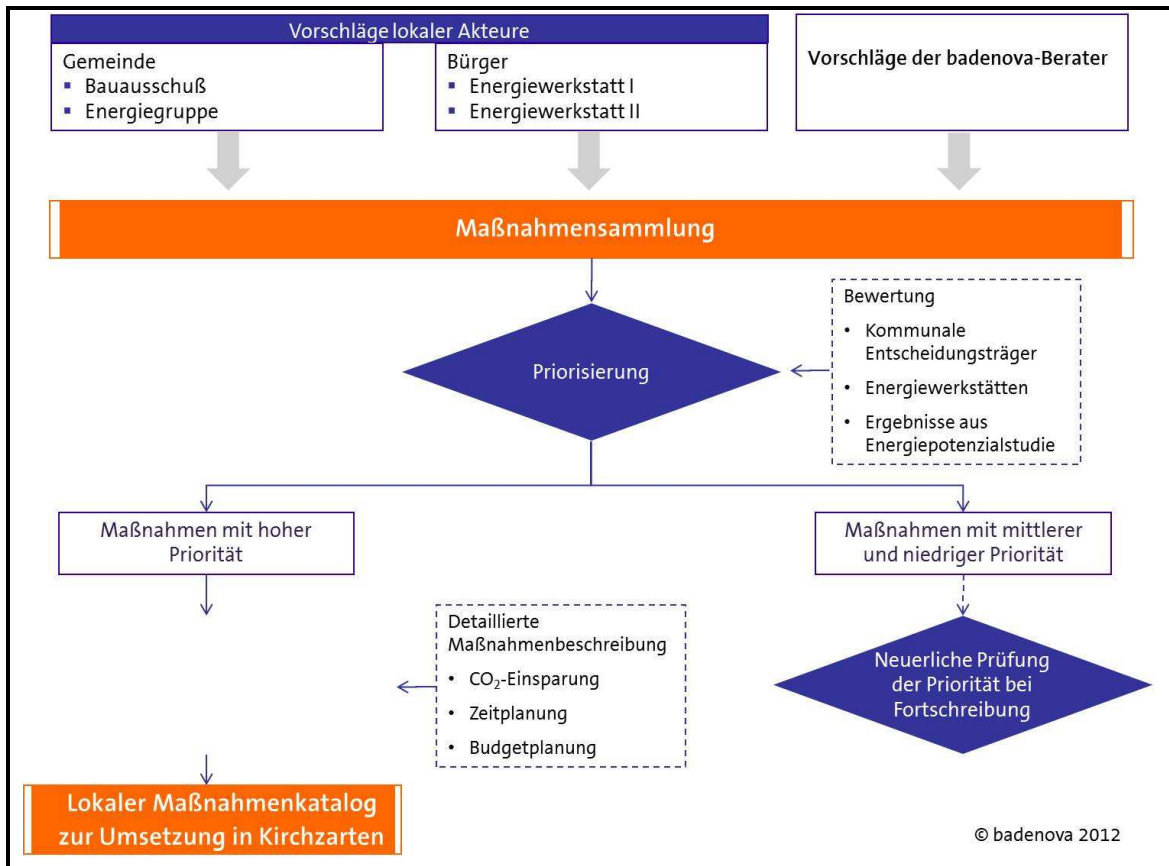 Vorschläge lokaler Akteure
Gemeinde
▪ Bauausschuß
▪ Energiegruppe
Bürger
▪ Energiewerkstatt I
▪ Energiewerkstatt II
Vorschläge der badenova-Berater
Maßnahmensammlung
Priorisierung
Bewertung
• Kommunale
Entscheidungsträger
• Energiewerkstätten
• Ergebnisse aus
Energiepotenzialstudie
Maßnahmen mit hoher
Priorität
Maßnahmen mit mittlerer
und niedriger Priorität
Detaillierte
Maßnahmenbeschreibung
• CO₂-Einsparung
• Zeitplanung
• Budgetplanung
Neuerliche Prüfung
der Priorität bei
Fortschreibung
Lokaler Maßnahmenkatalog
zur Umsetzung in Kirchzarten
© badenova 2012